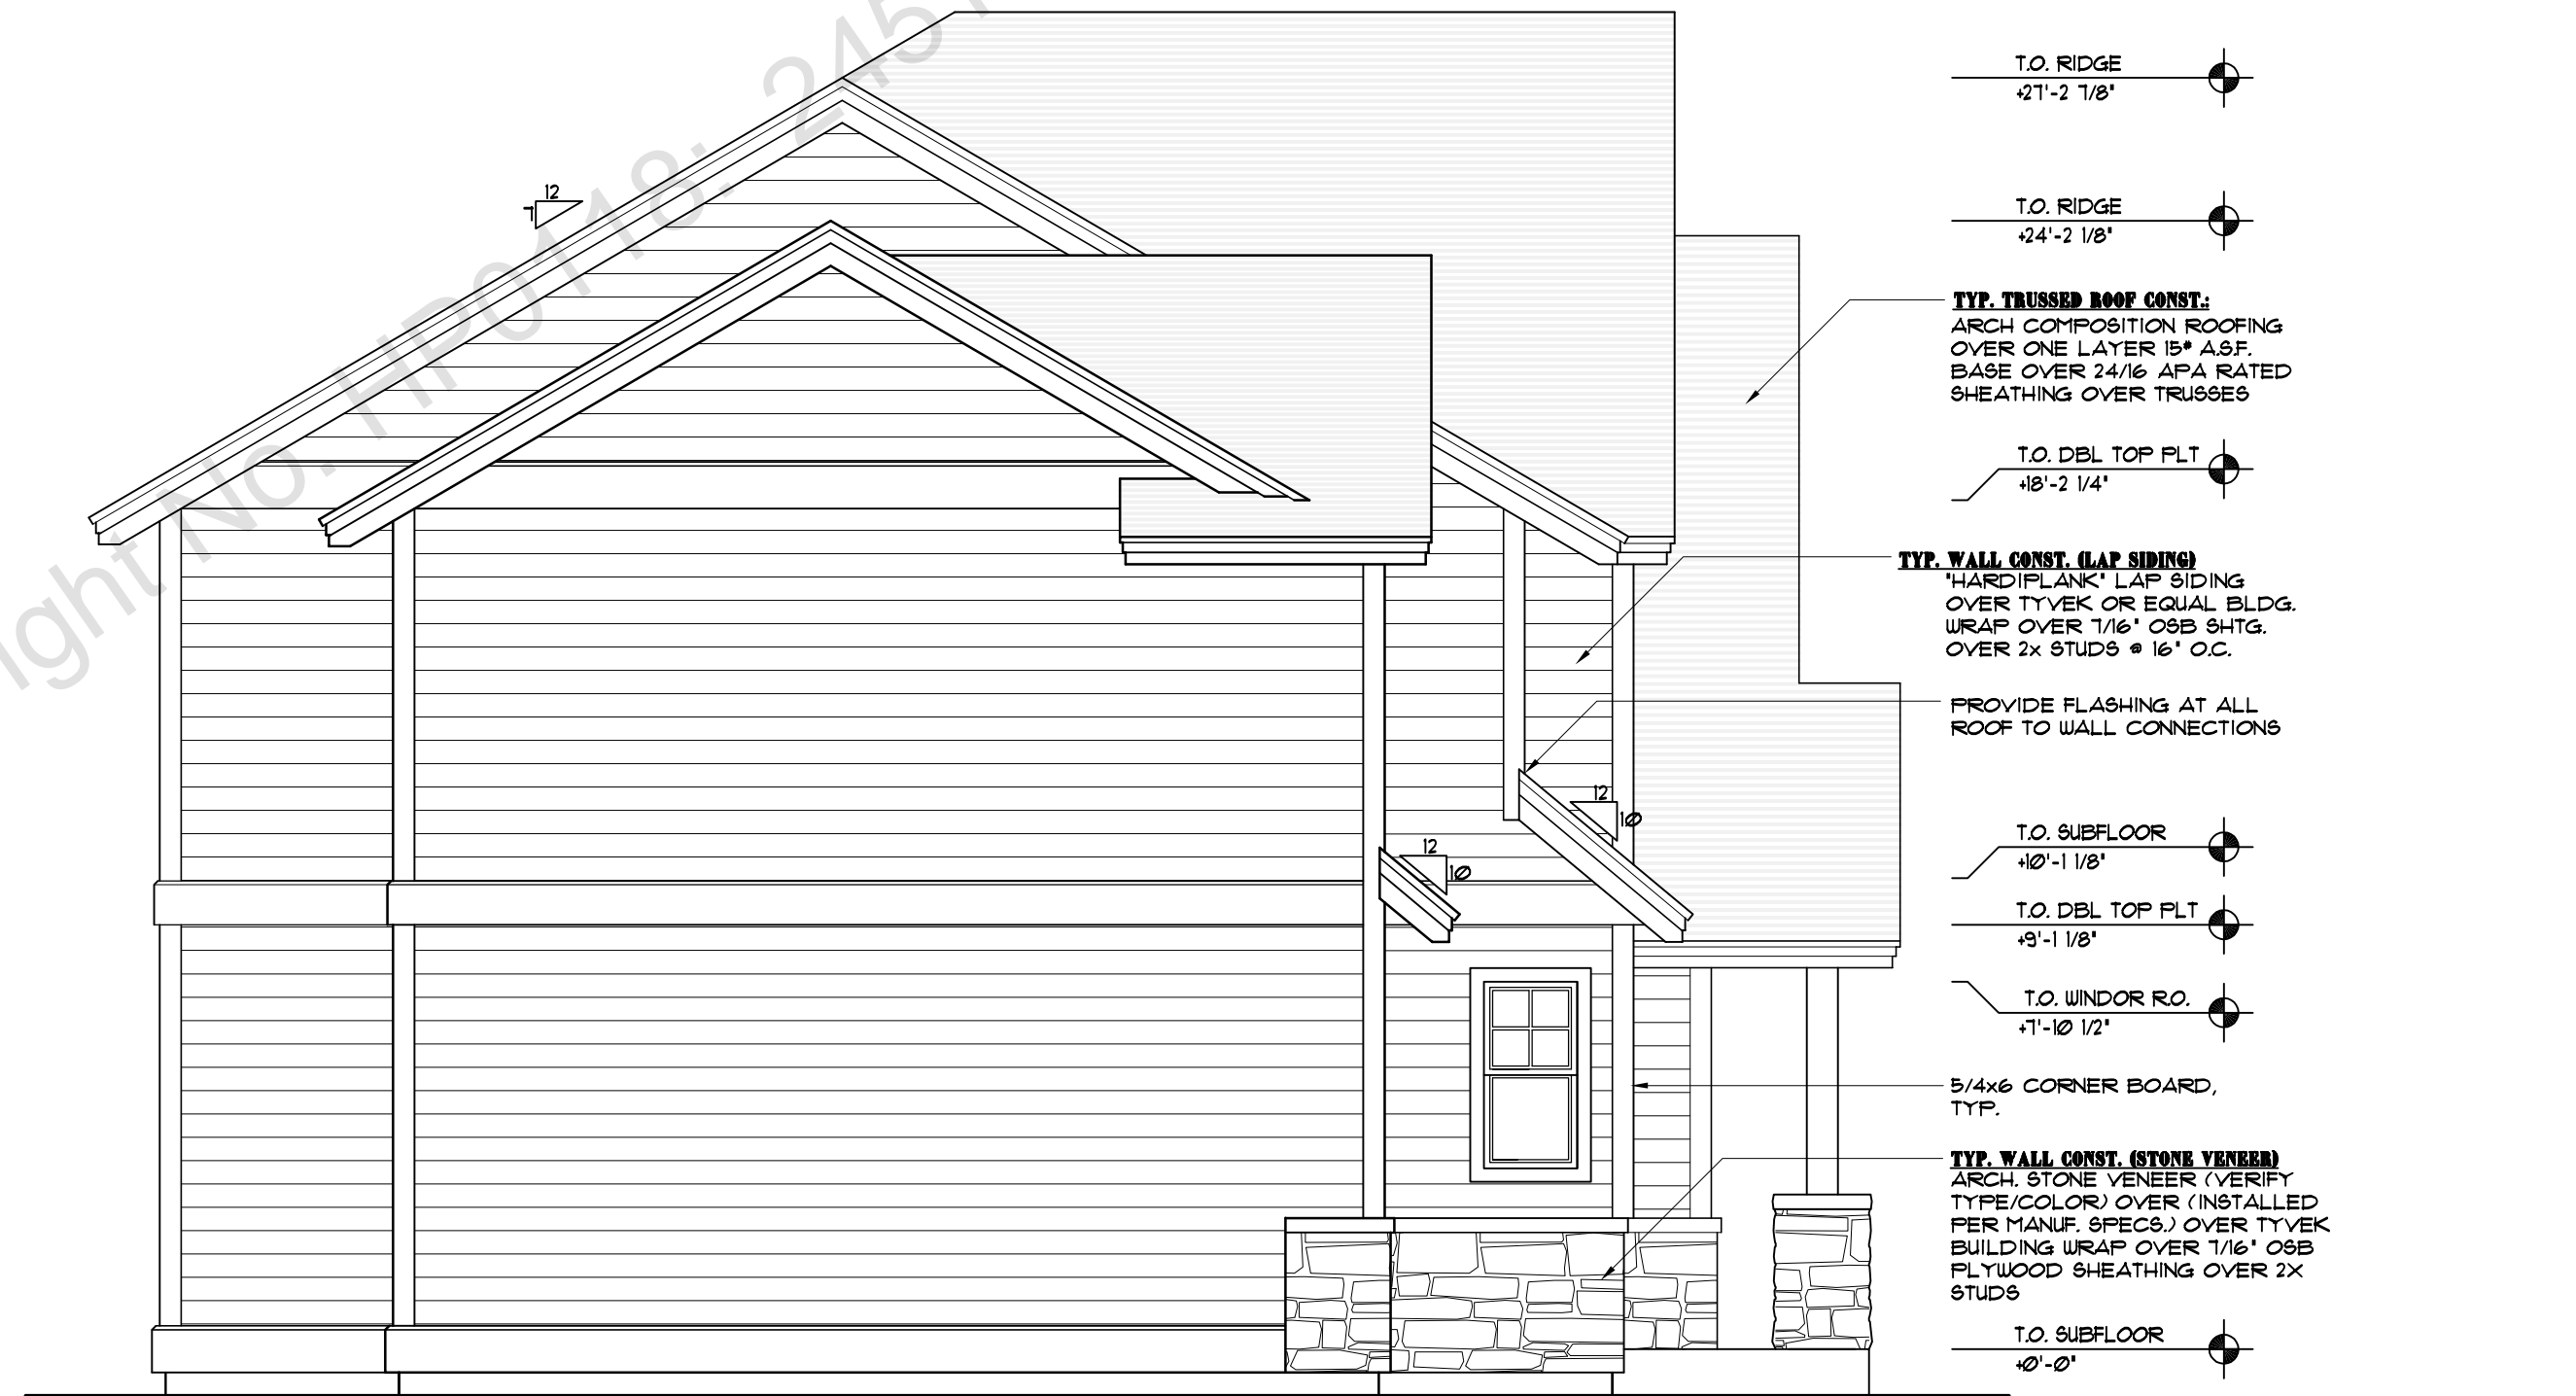 ight No. HP0118: 245
12
7
T.O. RIDGE
+27'-2 7/8"
T.O. RIDGE
+24'-2 1/8"
TYP. TRUSSED ROOF CONST.:
ARCH COMPOSITION ROOFING
OVER ONE LAYER 15# A.S.F.
BASE OVER 24/16 APA RATED
SHEATHING OVER TRUSSES
T.O. DBL TOP PLT
+18'-2 1/4"
TYP. WALL CONST. (LAP SIDING)
"HARDIPLANK" LAP SIDING
OVER TYVEK OR EQUAL BLDG.
WRAP OVER 7/16" OSB SHTG.
OVER 2x STUDS @ 16" O.C.
PROVIDE FLASHING AT ALL
ROOF TO WALL CONNECTIONS
12
10
12
10
T.O. SUBFLOOR
+10'-1 1/8"
T.O. DBL TOP PLT
+9'-1 1/8"
T.O. WINDOR R.O.
+7'-10 1/2"
5/4x6 CORNER BOARD,
TYP.
TYP. WALL CONST. (STONE VENEER)
ARCH. STONE VENEER (VERIFY
TYPE/COLOR) OVER (INSTALLED
PER MANUF. SPECS.) OVER TYVEK
BUILDING WRAP OVER 7/16" OSB
PLYWOOD SHEATHING OVER 2X
STUDS
T.O. SUBFLOOR
+0'-0"